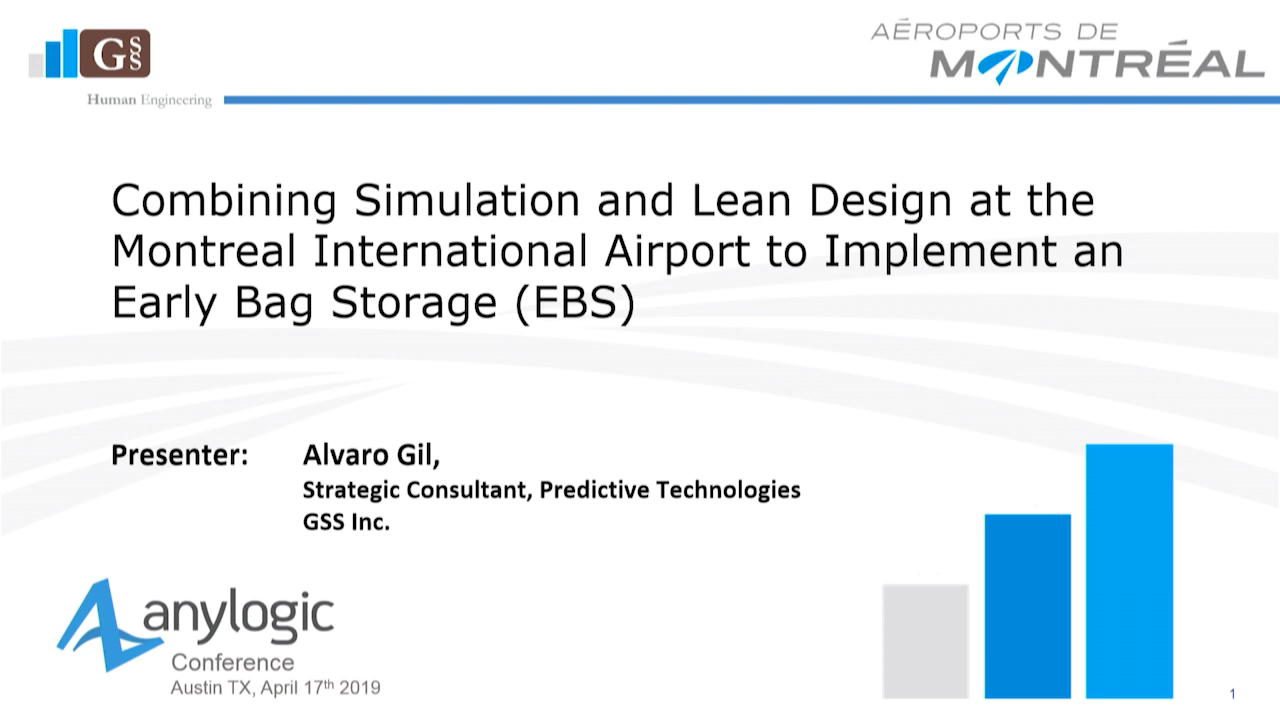 GSS
Human Engineering
AÉROPORTS DE
MONTRÉAL
Combining Simulation and Lean Design at the
Montreal International Airport to Implement an
Early Bag Storage (EBS)
Presenter: Alvaro Gil,
Strategic Consultant, Predictive Technologies
GSS Inc.
anylogic
Conference
Austin TX, April 17th 2019
1